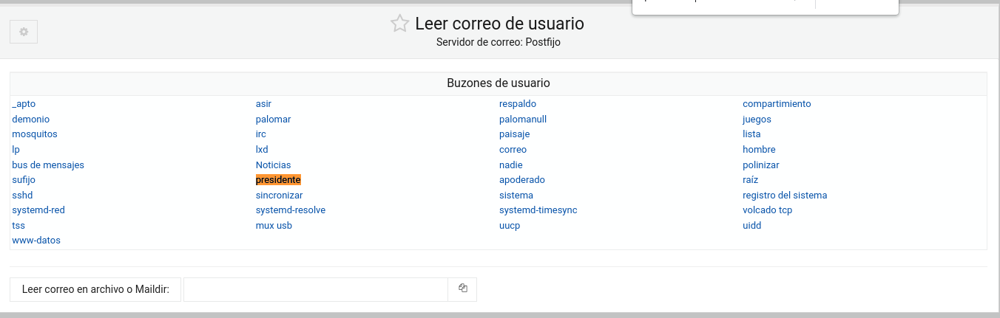 Leer correo de usuario
Servidor de correo: Postfijo
Buzones de usuario
_apto asir respaldo compartimiento
demonio palomar palomanull juegos
mosquitos irc paisaje lista
lp lxd correo hombre
bus de mensajes Noticias nadie polinizar
sufijo presidente apoderado raíz
sshd sincronizar sistema registro del sistema
systemd-red systemd-resolve systemd-timesync volcado tcp
tss mux usb uucp uidd
www-datos
Leer correo en archivo o Maildir: